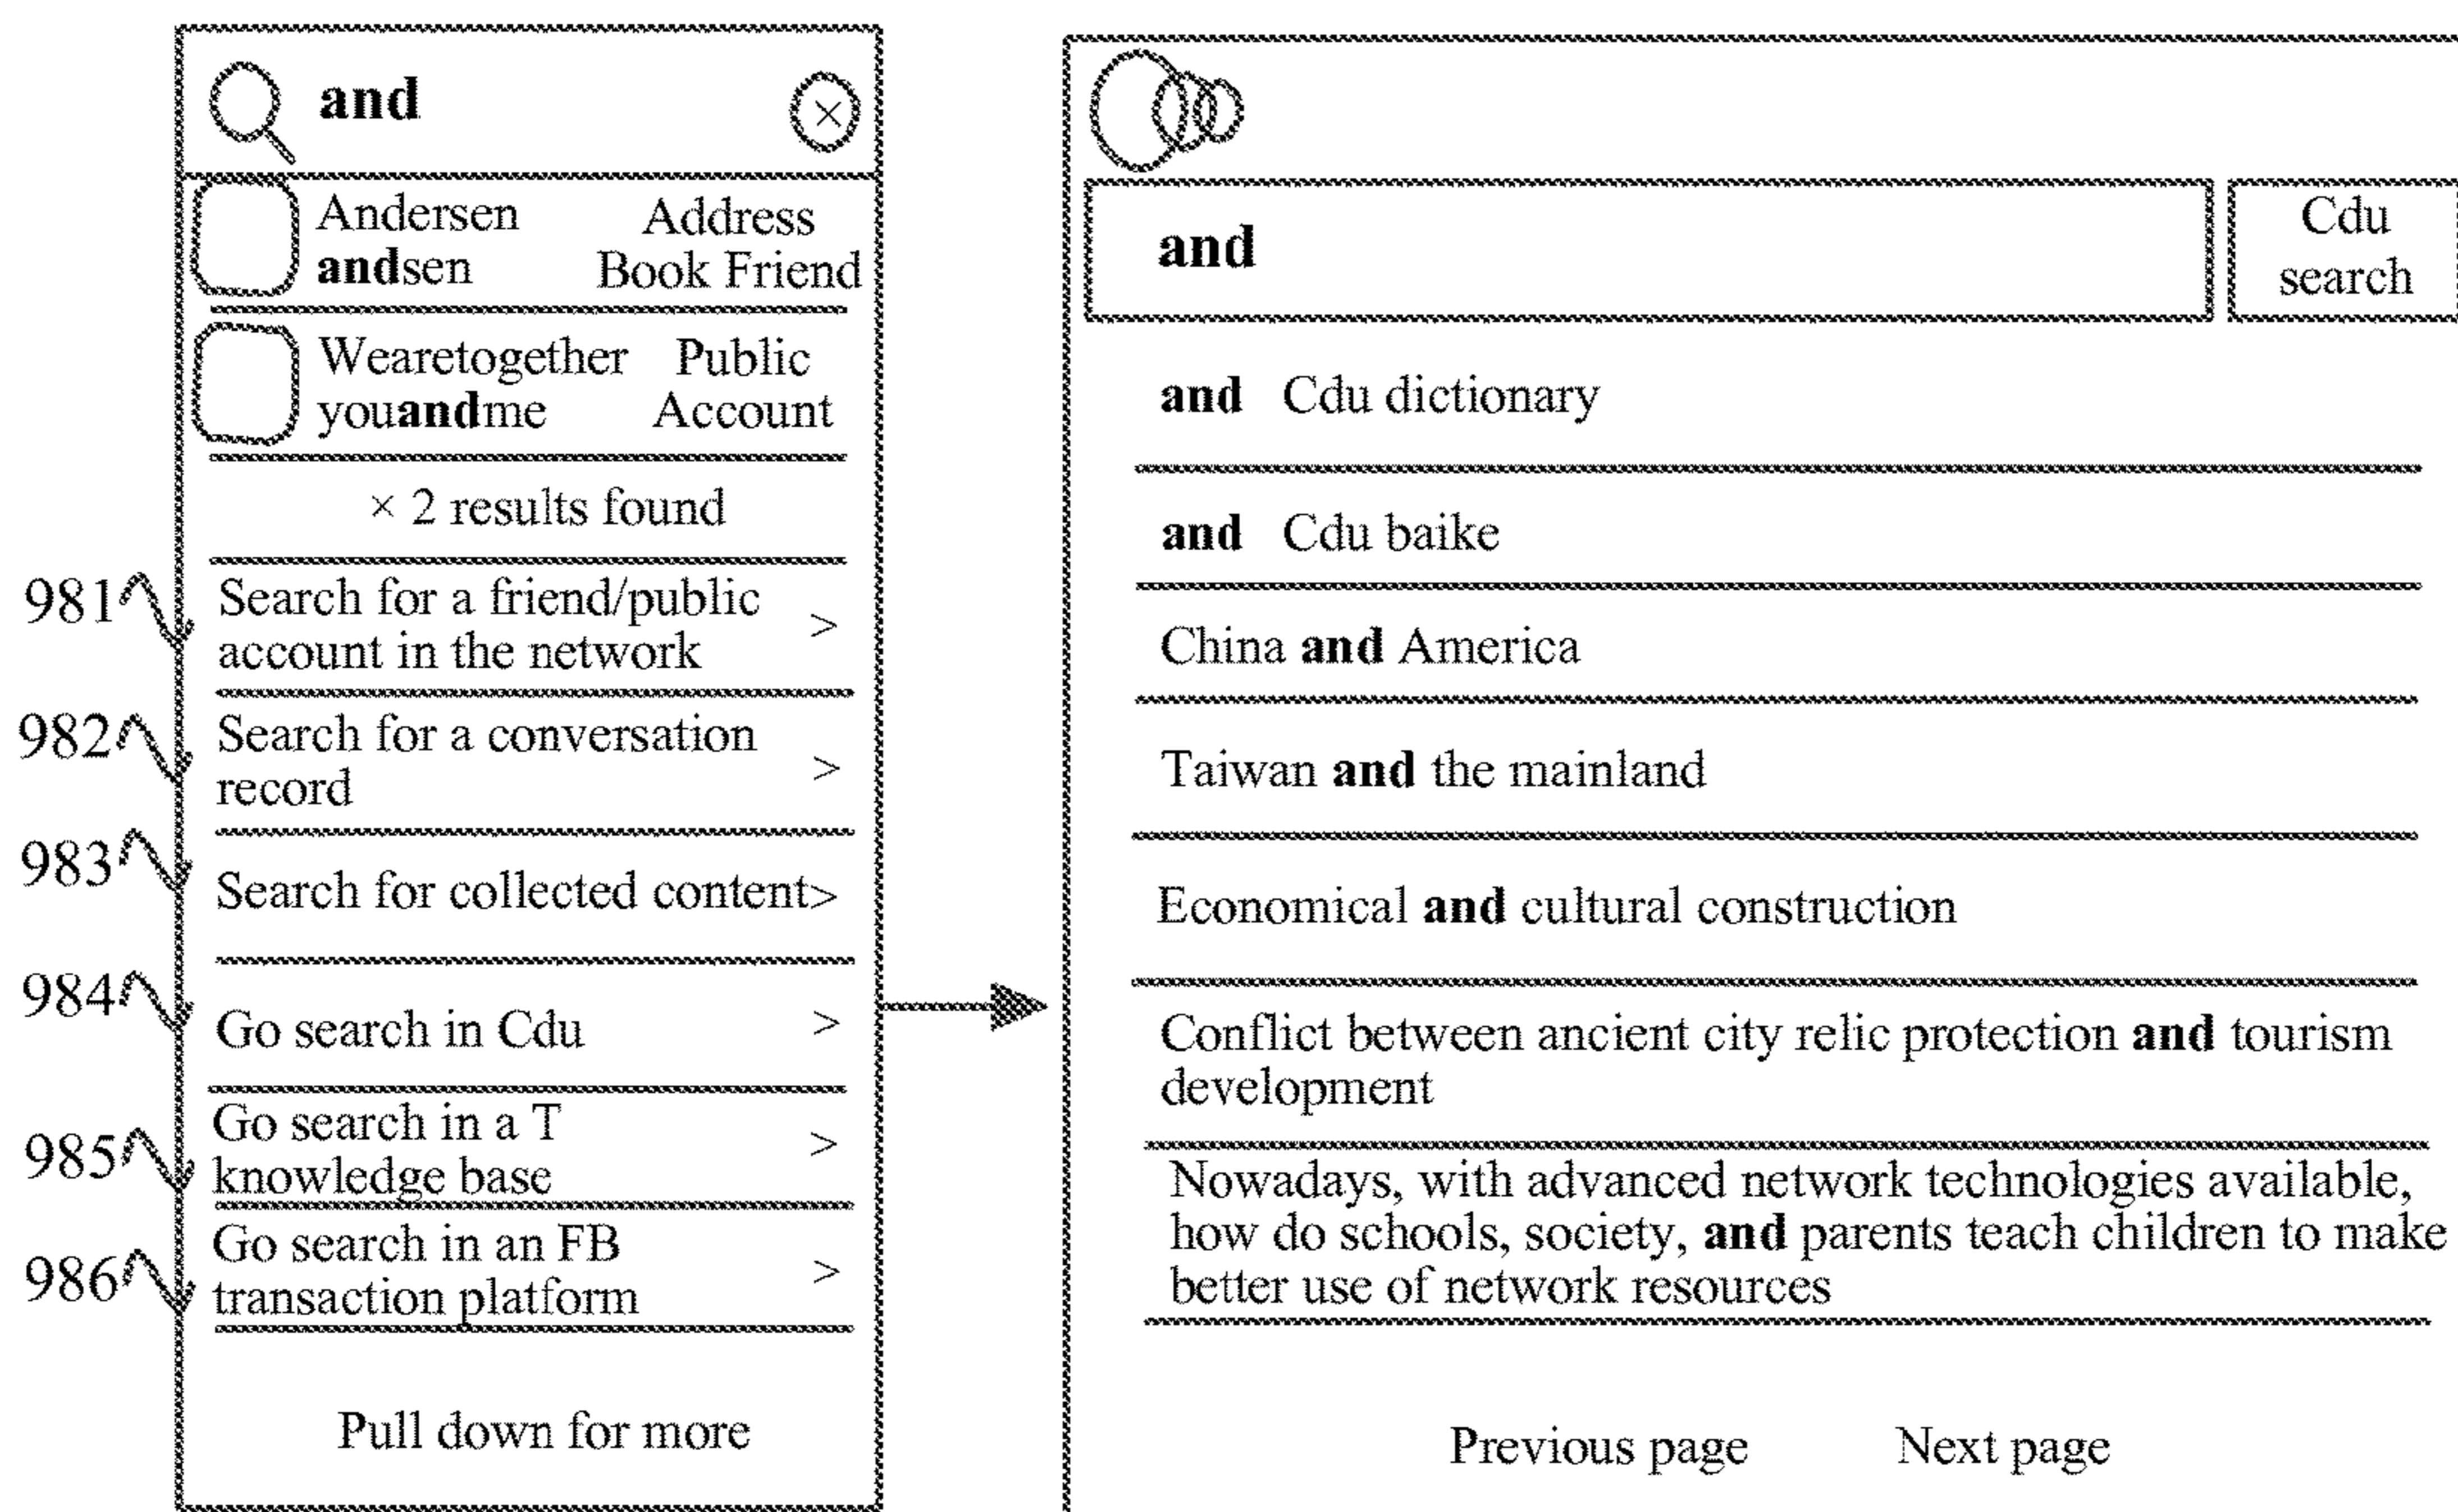 and
×
Andersen Address
andsen Book Friend
Wearetogether Public
youandme Account
× 2 results found
981
Search for a friend/public
account in the network >
982
Search for a conversation
record >
983
Search for collected content>
984
Go search in Cdu >
985
Go search in a T
knowledge base >
986
Go search in an FB
transaction platform >
Pull down for more
and
Cdu
search
and Cdu dictionary
and Cdu baike
China and America
Taiwan and the mainland
Economical and cultural construction
Conflict between ancient city relic protection and tourism
development
Nowadays, with advanced network technologies available,
how do schools, society, and parents teach children to make
better use of network resources
Previous page Next page